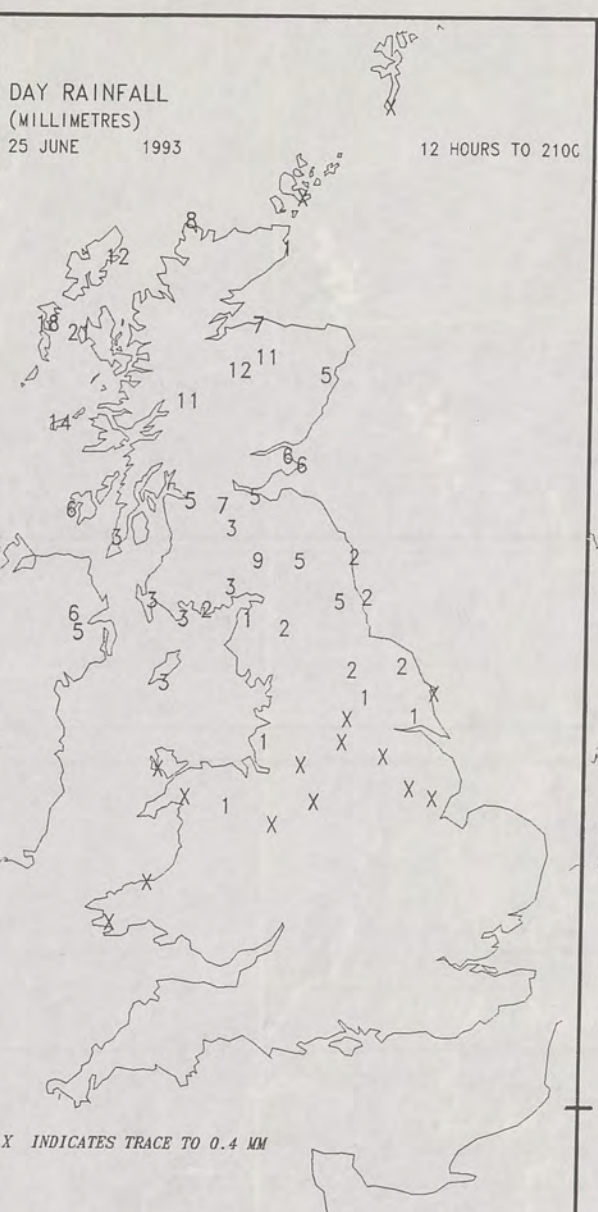 DAY RAINFALL
(MILLIMETRES)
25 JUNE 1993 12 HOURS TO 2100
X
X
8
1
12
18 21 7
11
12 5
11
14
6
6
5 5
6 7
3 3
9 5 2
3
3 2 5 2
3 1
6
5 2
2 2
3
1 X
X 1
1 X
X X X
X X
X 1 X X
X
X
X
X INDICATES TRACE TO 0.4 MM